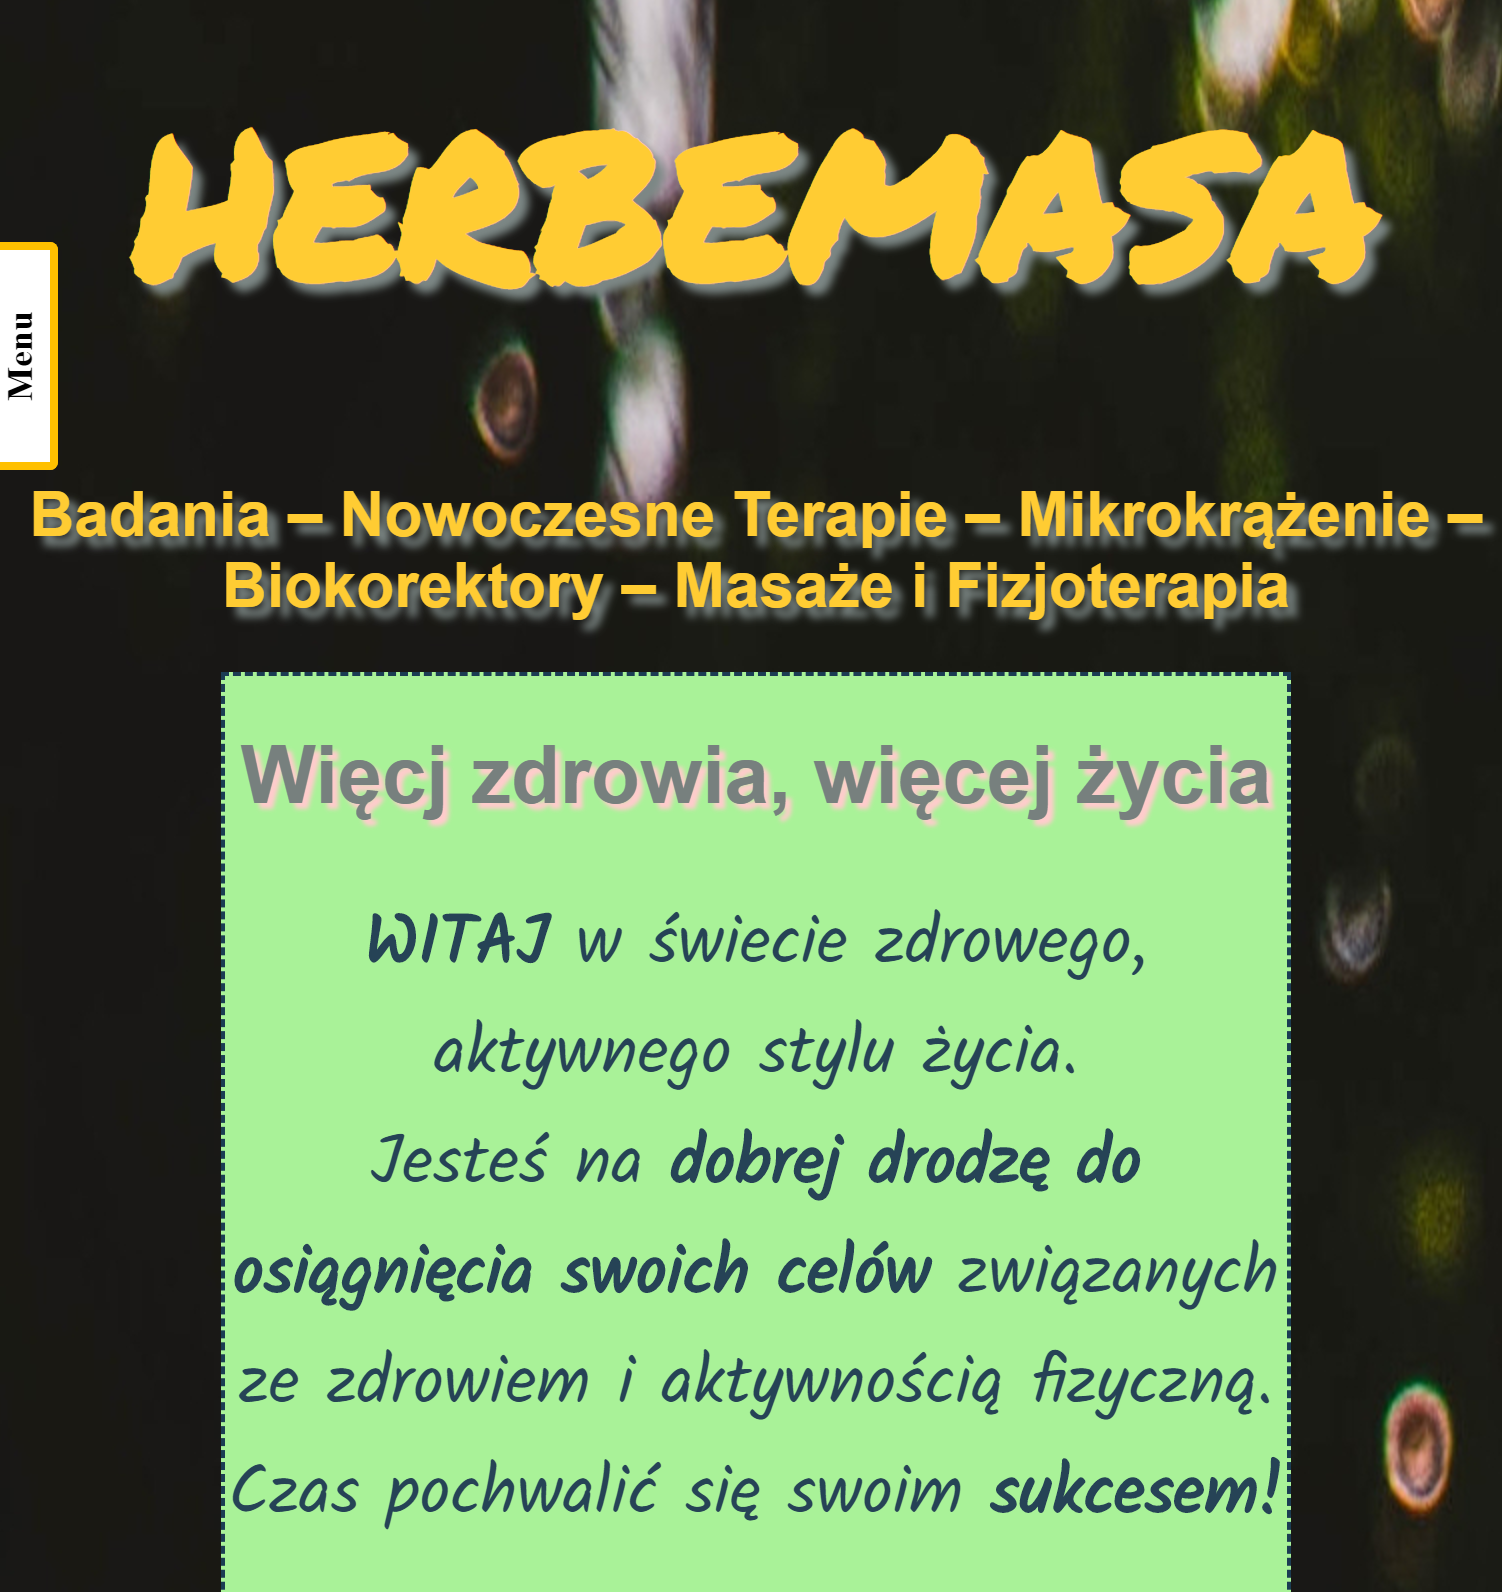 HERBEMASA
Menu
Badania – Nowoczesne Terapie – Mikrokrążenie –
Biokorektory – Masaże i Fizjoterapia
Więcj zdrowia, więcej życia
WITAJ w świecie zdrowego,
aktywnego stylu życia.
Jesteś na dobrej drodzę do
osiągnięcia swoich celów związanych
ze zdrowiem i aktywnością fizyczną.
Czas pochwalić się swoim sukcesem!